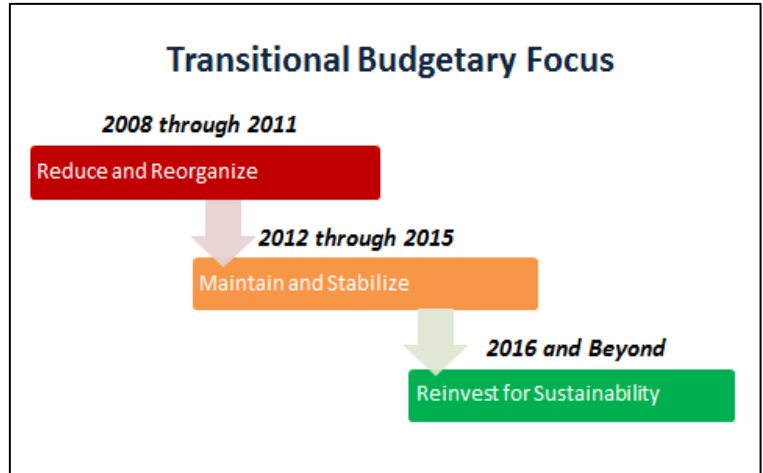 Transitional Budgetary Focus
2008 through 2011
Reduce and Reorganize
2012 through 2015
Maintain and Stabilize
2016 and Beyond
Reinvest for Sustainability